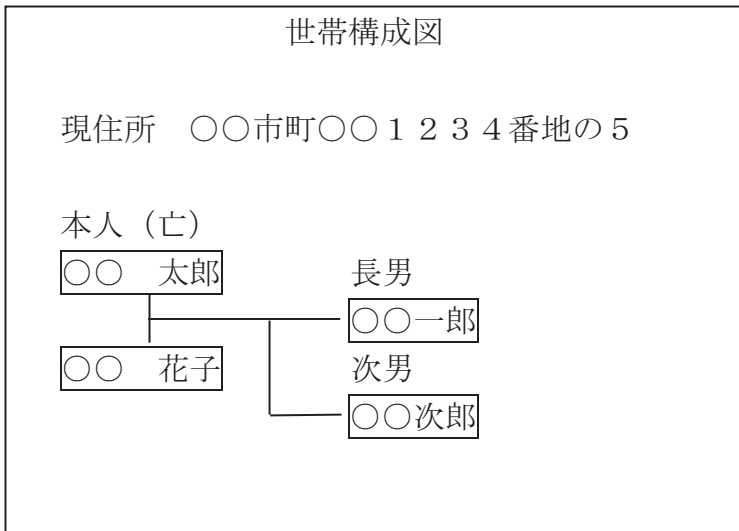 世帯構成図
現住所　○○市町○○１２３４番地の５
本人（亡）
○○　太郎
長男
○○一郎
○○　花子
次男
○○次郎